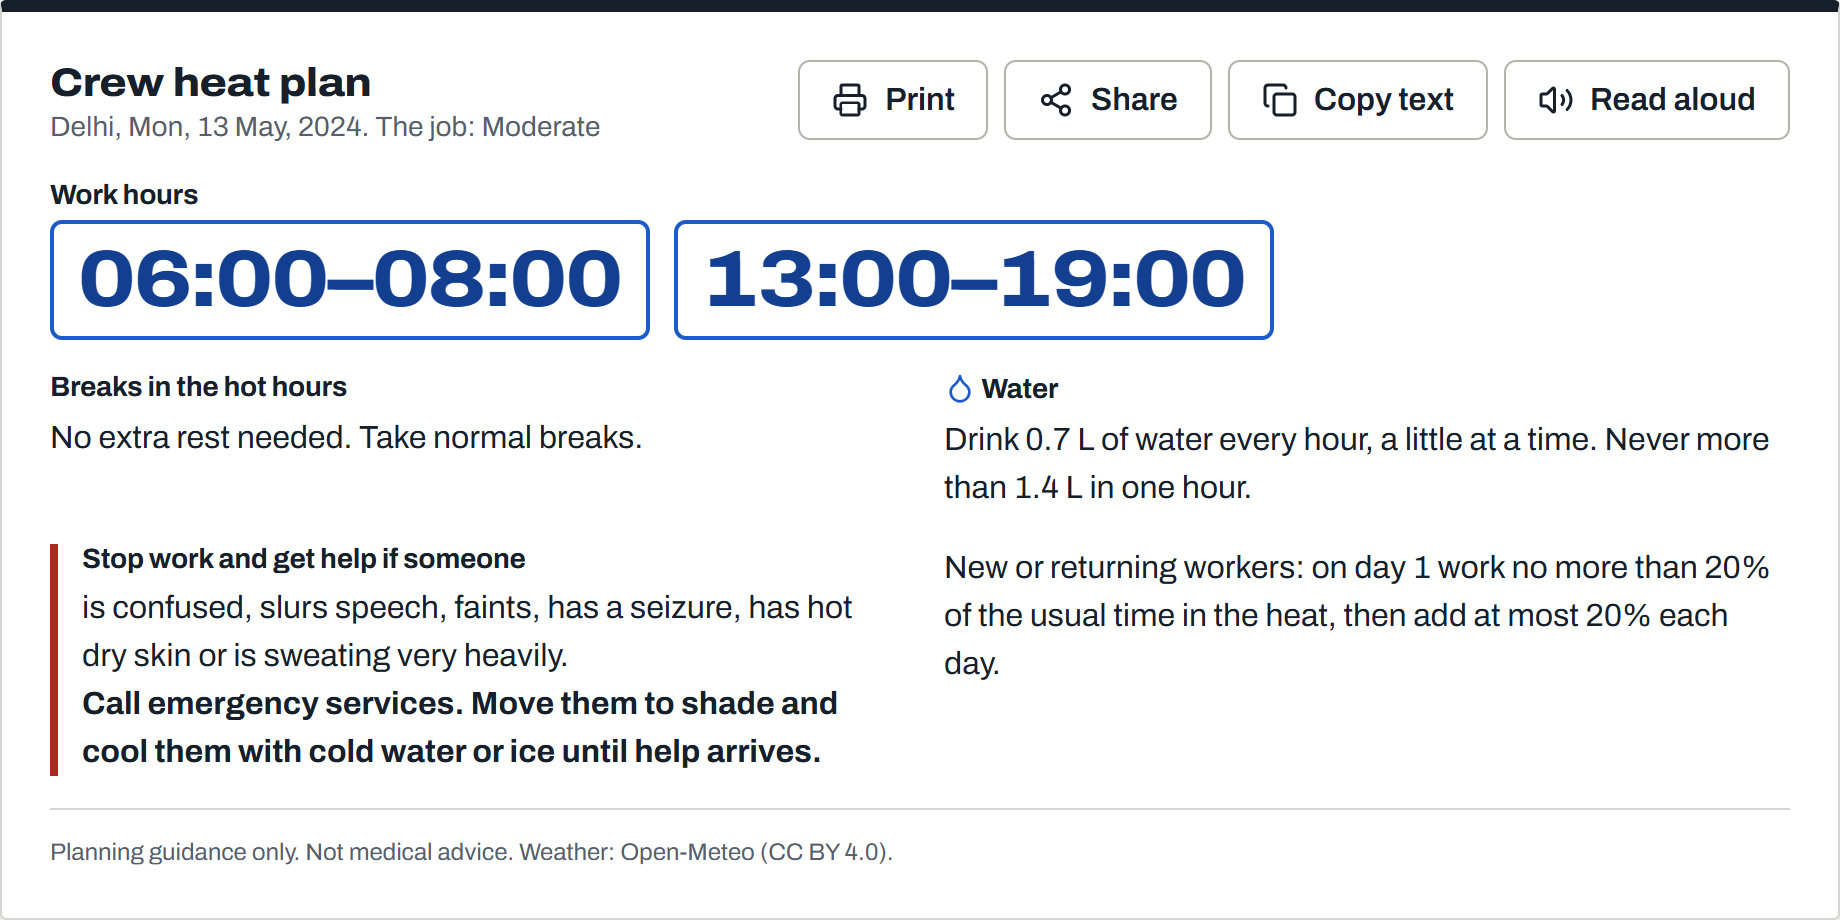 Crew heat plan
Delhi, Mon, 13 May, 2024. The job: Moderate
Print
Share
Copy text
Read aloud
Work hours
06:00–08:00
13:00–19:00
Breaks in the hot hours
No extra rest needed. Take normal breaks.
Water
Drink 0.7 L of water every hour, a little at a time. Never more
than 1.4 L in one hour.
Stop work and get help if someone
is confused, slurs speech, faints, has a seizure, has hot
dry skin or is sweating very heavily.
Call emergency services. Move them to shade and
cool them with cold water or ice until help arrives.
New or returning workers: on day 1 work no more than 20%
of the usual time in the heat, then add at most 20% each
day.
Planning guidance only. Not medical advice. Weather: Open-Meteo (CC BY 4.0).